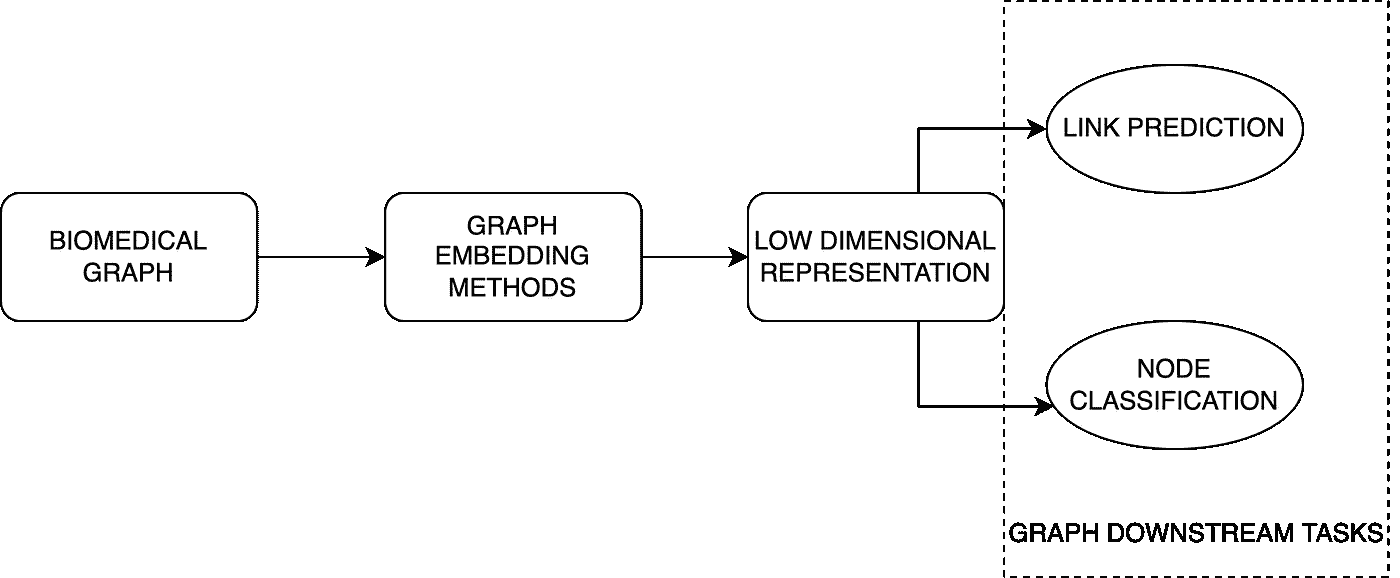 BIOMEDICAL
GRAPH
GRAPH
EMBEDDING
METHODS
LOW DIMENSIONAL
REPRESENTATION
LINK PREDICTION
NODE
CLASSIFICATION
GRAPH DOWNSTREAM TASKS